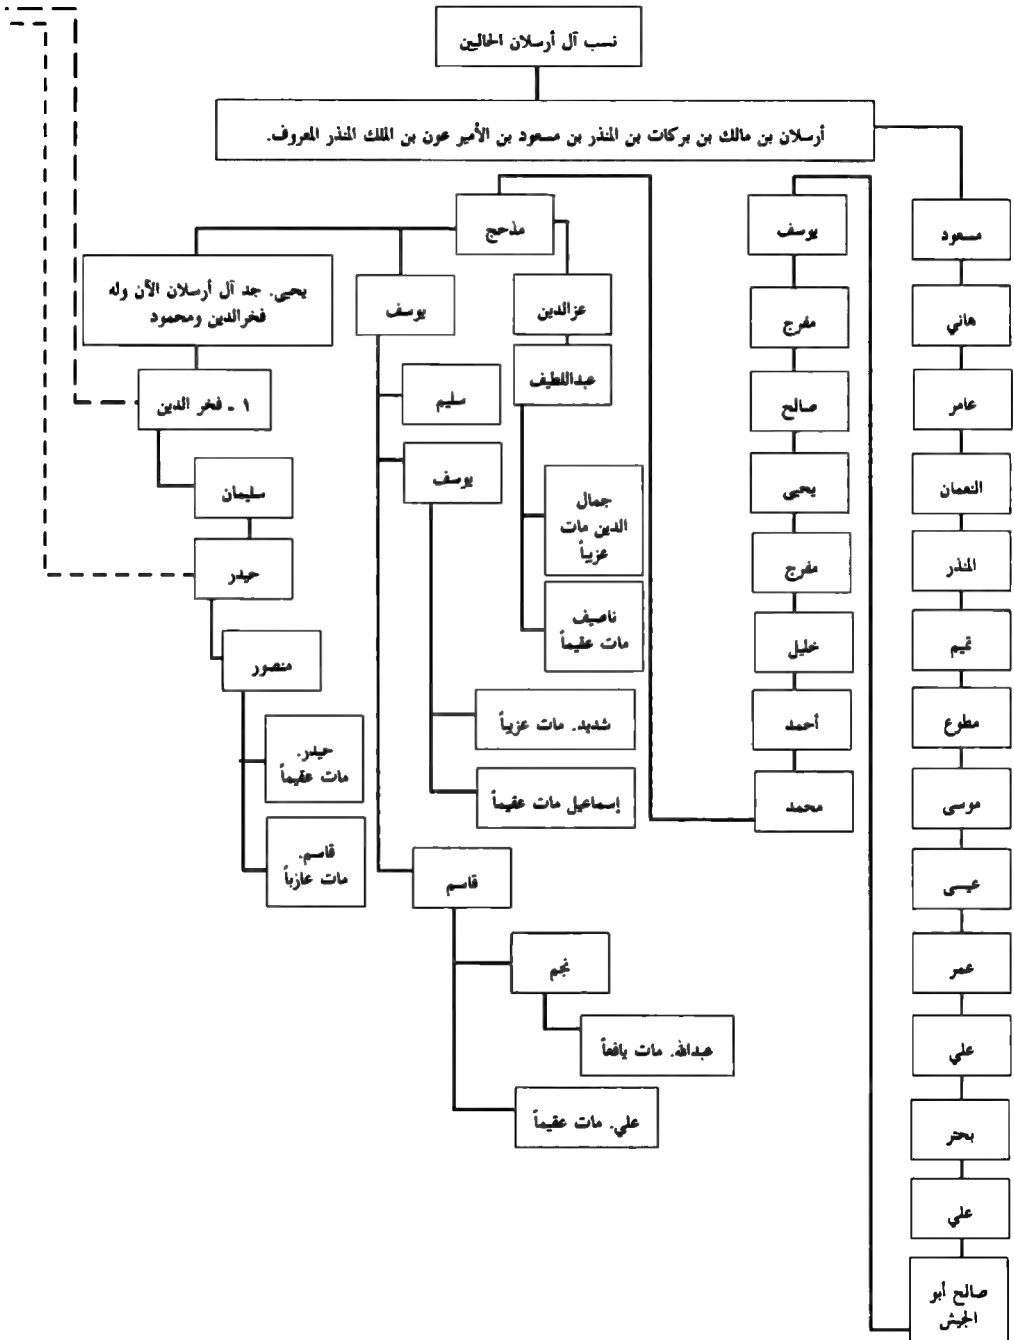 نسب آل أرسلان الحاليين
أرسلان بن مالك بن بركات بن المنذر بن مسعود بن الأمير عون بن الملك المنذر المعروف.
مسعود
هاني
عامر
النعمان
المنذر
تميم
مطوع
موسى
عيسى
عمر
علي
بحتر
علي
صالح أبو
الجيش
يوسف
مفرج
صالح
يحيى
مفرج
خليل
أحمد
محمد
مذحج
عزالدين
عبداللطيف
جمال
الدين مات
عزيباً
ناصيف
مات عقيماً
يوسف
سليم
يوسف
شديد. مات عزيباً
إسماعيل مات عقيماً
قاسم
نجم
عبدالله. مات يافعاً
علي. مات عقيماً
يحيى. جد آل أرسلان الآن وله
فخرالدين ومحمود
١ ـ فخر الدين
سليمان
حيدر
منصور
حيدر.
مات عقيماً
قاسم.
مات عازباً